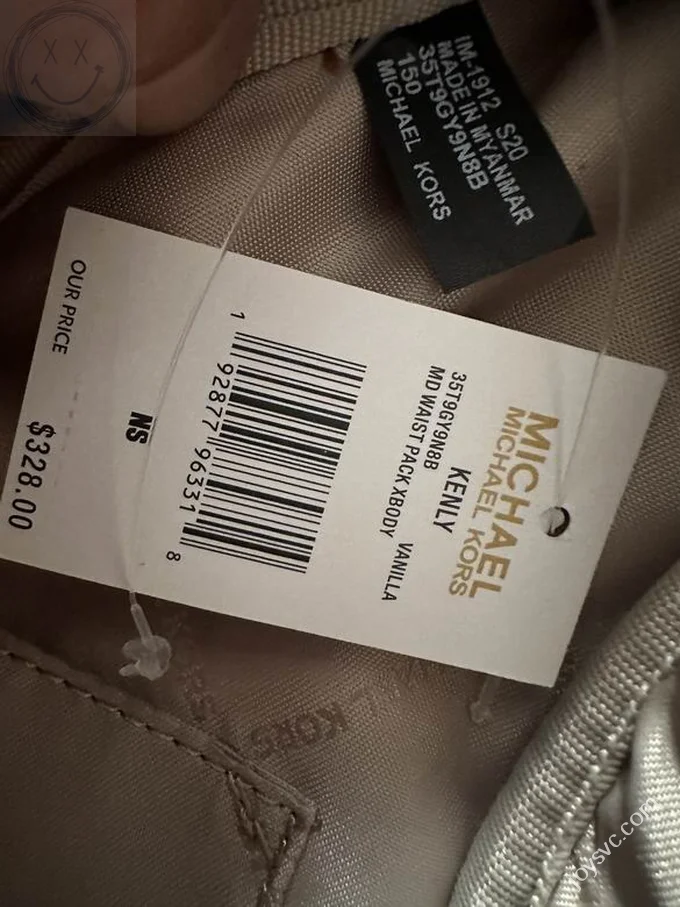 IM-1912 S20
MADE IN MYANMAR
35T9GY9N8B
150
MICHAEL KORS
MICHAEL
MICHAEL KORS
KENLY
35T9GY9N8B
MD WAIST PACK XBODY VANILLA
1 92877 96331 8
NS
OUR PRICE
$328.00
KORS